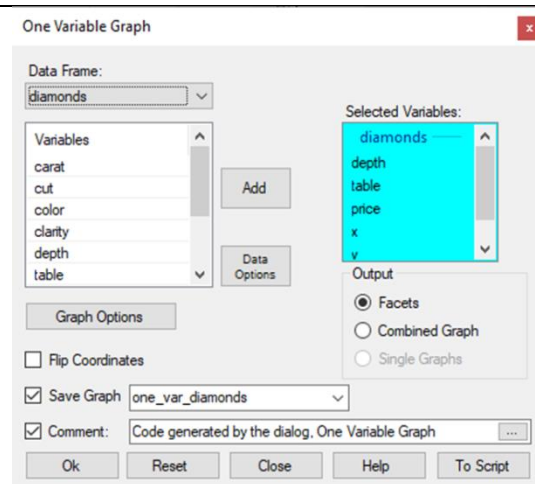 One Variable Graph
x
Data Frame:
diamonds
Selected Variables:
Variables
carat
cut
color
clarity
depth
table
Add
Data
Options
diamonds
depth
table
price
x
Graph Options
Output
Facets
Combined Graph
Single Graphs
Flip Coordinates
Save Graph one_var_diamonds
Comment: Code generated by the dialog, One Variable Graph ...
Ok Reset Close Help To Script